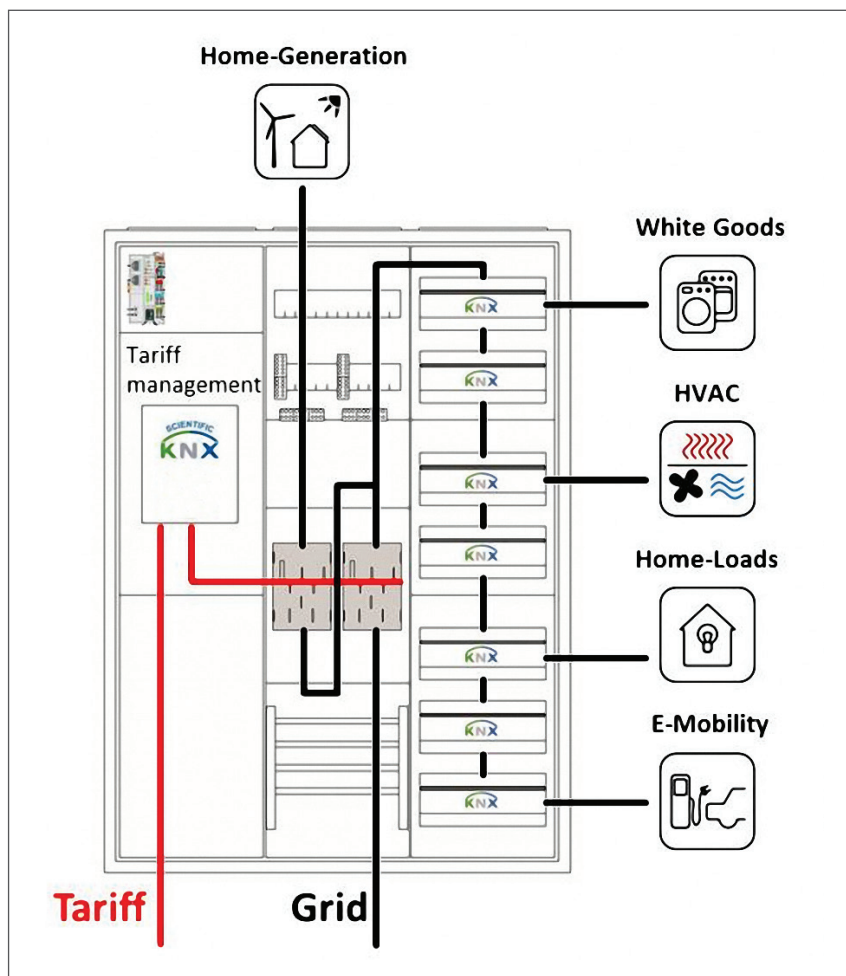 Home-Generation
White Goods
KNX
Tariff
management
KNX
HVAC
SCIENTIFIC
KNX
KNX
KNX
Home-Loads
KNX
E-Mobility
KNX
KNX
Tariff
Grid